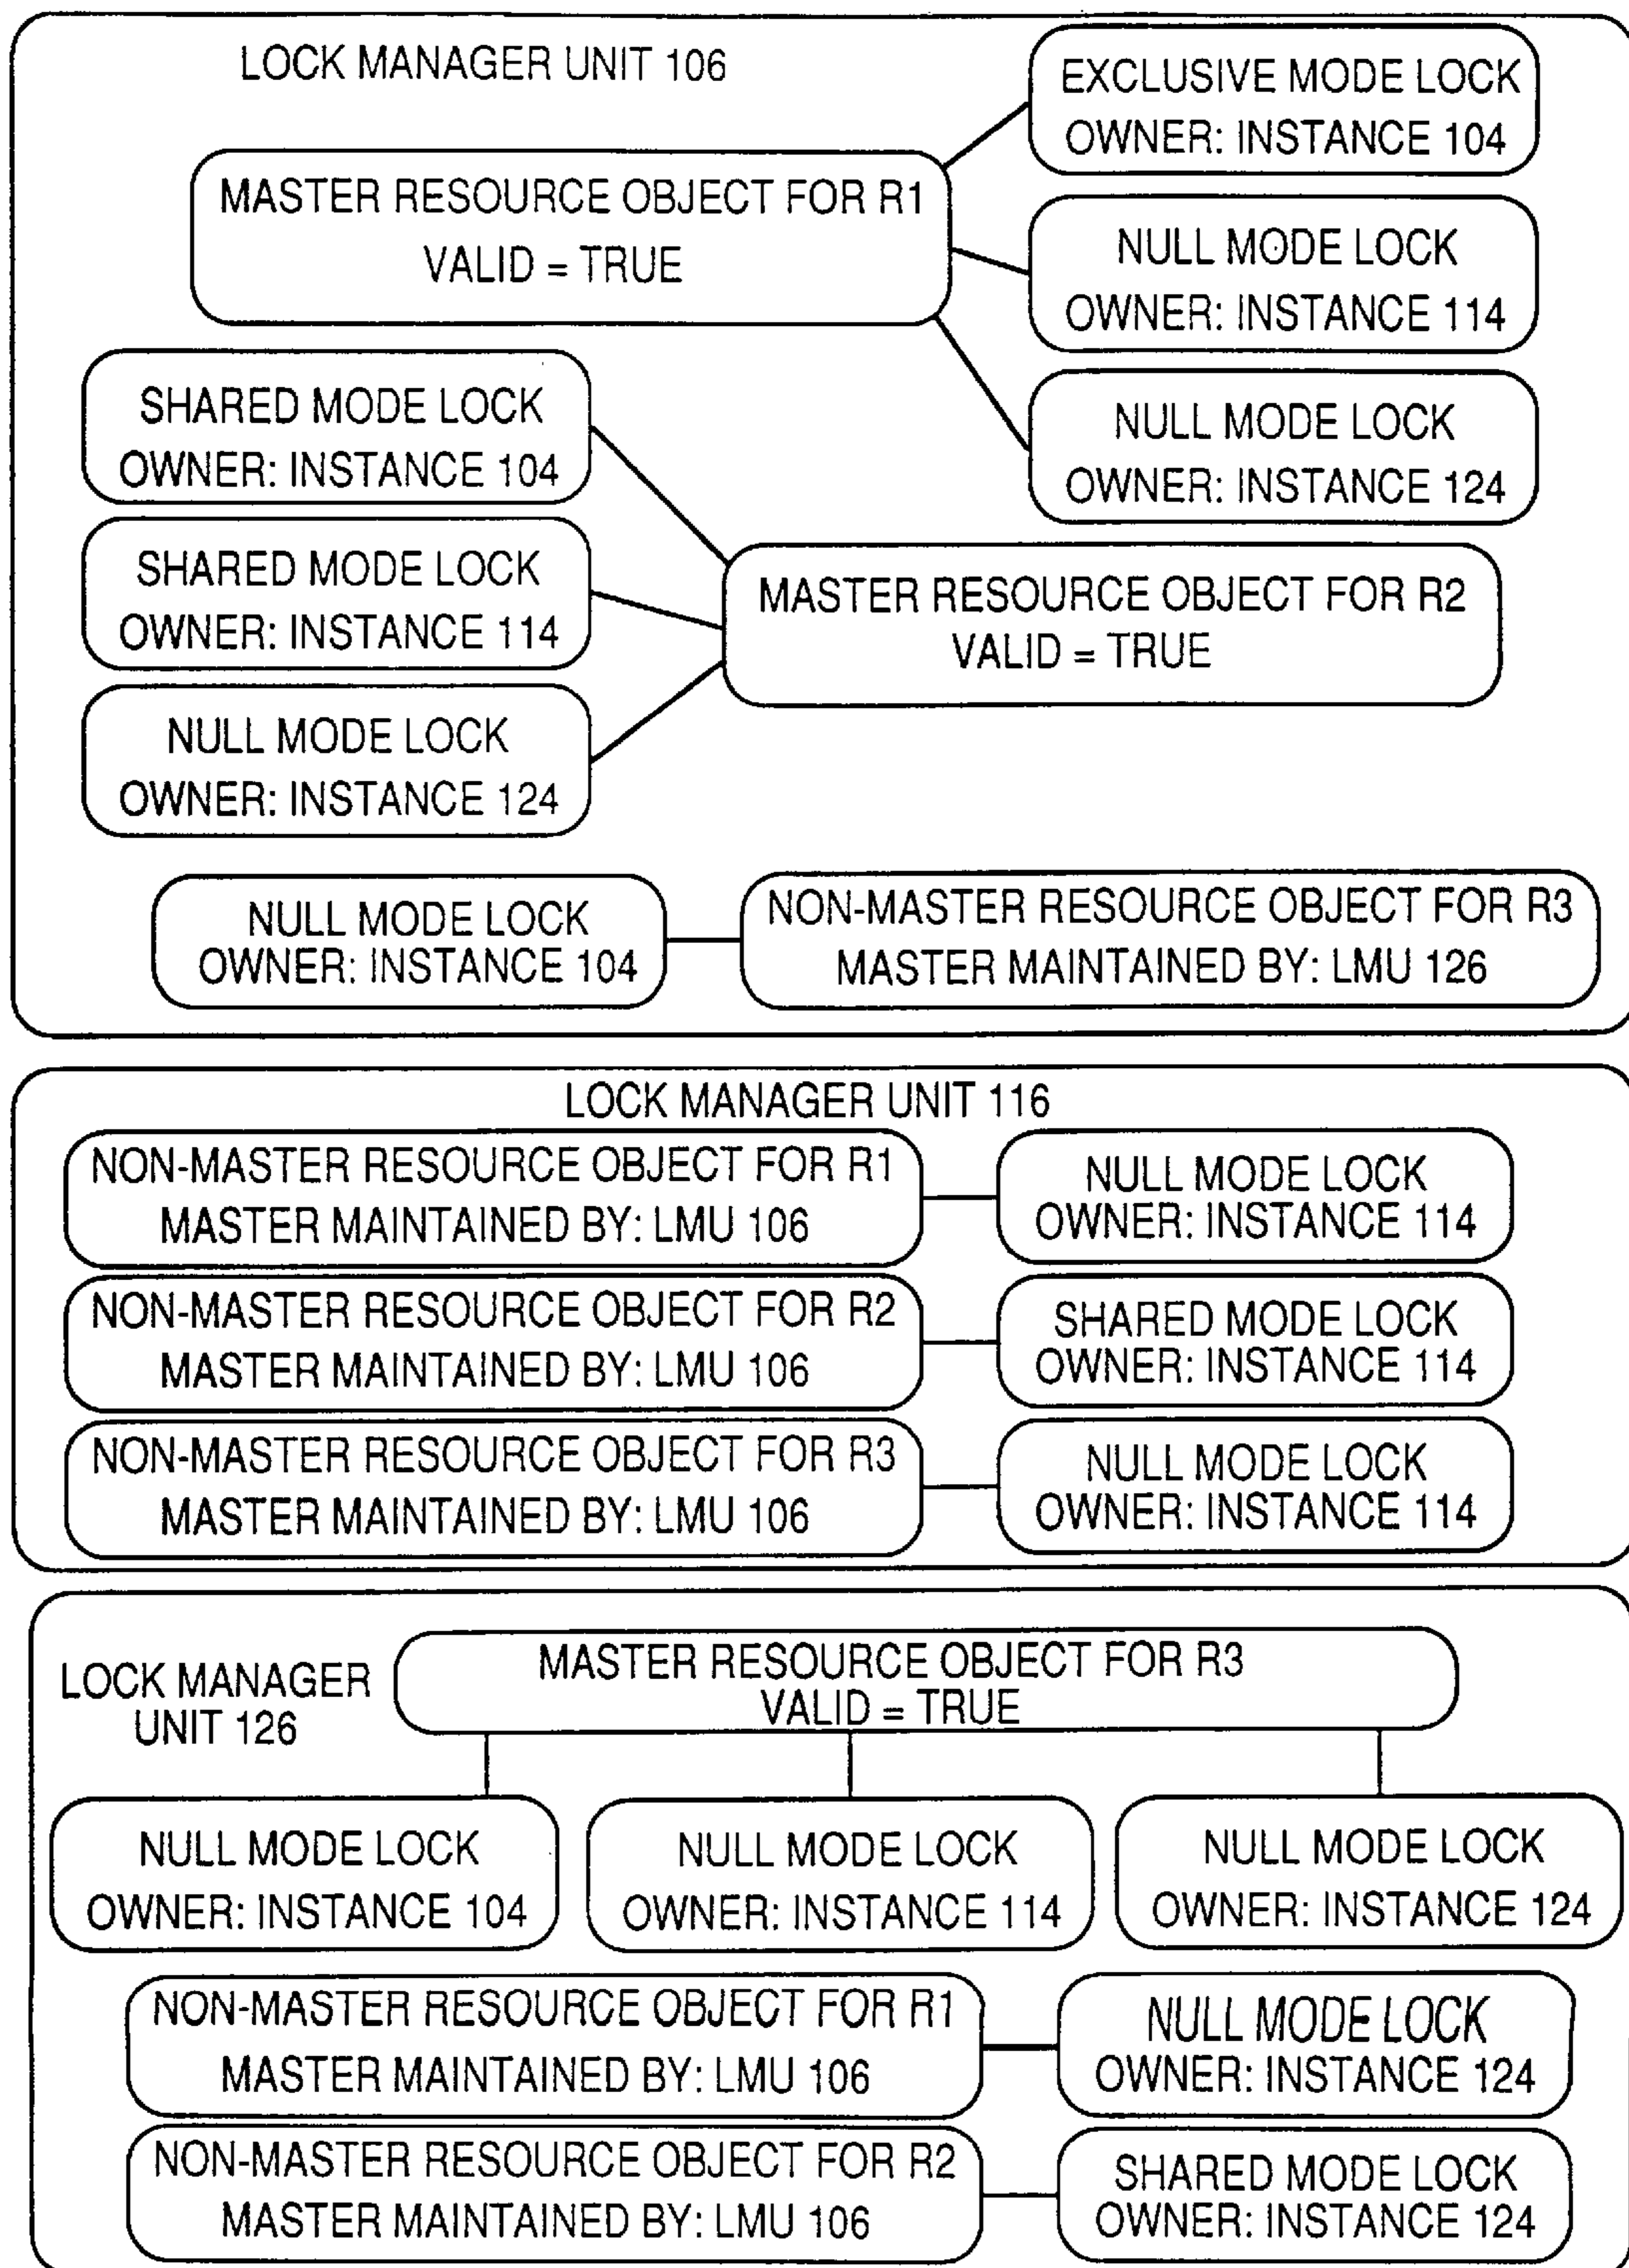 LOCK MANAGER UNIT 106
EXCLUSIVE MODE LOCK
OWNER: INSTANCE 104
MASTER RESOURCE OBJECT FOR R1
VALID = TRUE
NULL MODE LOCK
OWNER: INSTANCE 114
NULL MODE LOCK
OWNER: INSTANCE 124
SHARED MODE LOCK
OWNER: INSTANCE 104
SHARED MODE LOCK
OWNER: INSTANCE 114
NULL MODE LOCK
OWNER: INSTANCE 124
MASTER RESOURCE OBJECT FOR R2
VALID = TRUE
NULL MODE LOCK
OWNER: INSTANCE 104
NON-MASTER RESOURCE OBJECT FOR R3
MASTER MAINTAINED BY: LMU 126
LOCK MANAGER UNIT 116
NON-MASTER RESOURCE OBJECT FOR R1
MASTER MAINTAINED BY: LMU 106
NULL MODE LOCK
OWNER: INSTANCE 114
NON-MASTER RESOURCE OBJECT FOR R2
MASTER MAINTAINED BY: LMU 106
SHARED MODE LOCK
OWNER: INSTANCE 114
NON-MASTER RESOURCE OBJECT FOR R3
MASTER MAINTAINED BY: LMU 106
NULL MODE LOCK
OWNER: INSTANCE 114
LOCK MANAGER
UNIT 126
MASTER RESOURCE OBJECT FOR R3
VALID = TRUE
NULL MODE LOCK
OWNER: INSTANCE 104
NULL MODE LOCK
OWNER: INSTANCE 114
NULL MODE LOCK
OWNER: INSTANCE 124
NON-MASTER RESOURCE OBJECT FOR R1
MASTER MAINTAINED BY: LMU 106
NULL MODE LOCK
OWNER: INSTANCE 124
NON-MASTER RESOURCE OBJECT FOR R2
MASTER MAINTAINED BY: LMU 106
SHARED MODE LOCK
OWNER: INSTANCE 124